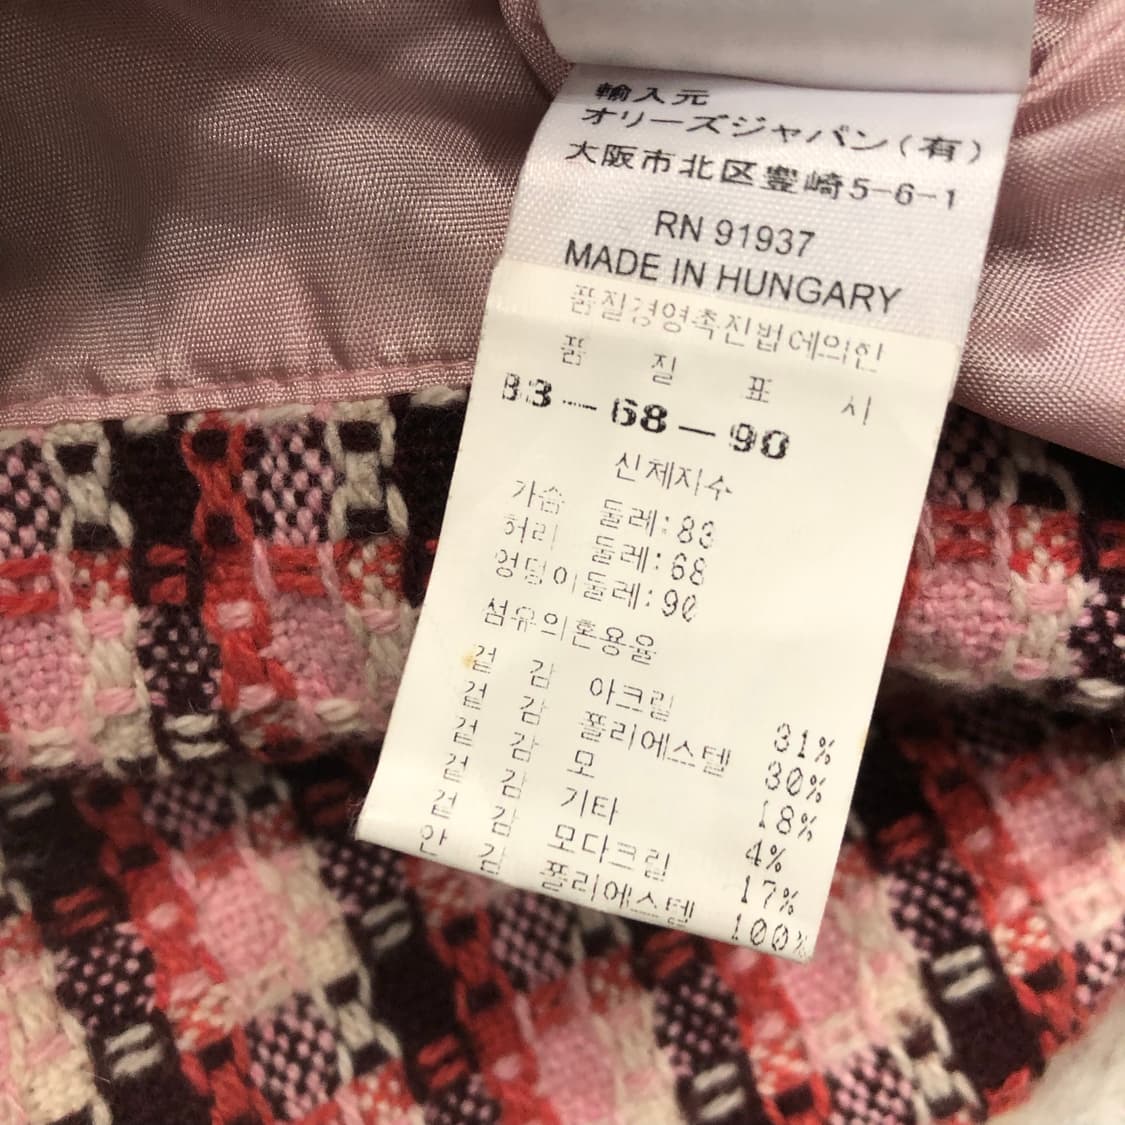 輸入元
オリーズジャパン(有)
大阪市北区豊崎5-6-1
RN 91937
MADE IN HUNGARY
품질경영촉진법에의한
품 질 표 시
83-68-90
신체지수
가슴 둘레:83
허리 둘레:68
엉덩이둘레:90
섬유의혼용율
겉 감 아크릴 31%
겉 감 폴리에스텔 30%
겉 감 모 18%
겉 감 기타 4%
겉 감 모다크릴 17%
안 감 폴리에스텔 100%